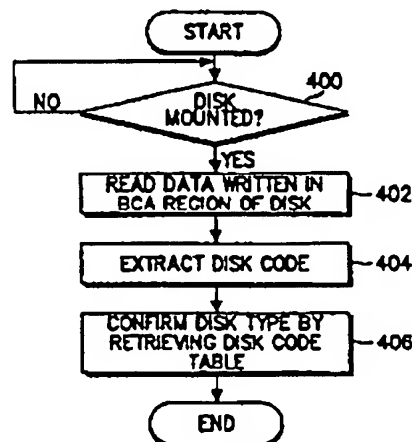 START
400
DISK
MOUNTED?
NO
YES
READ DATA WRITTEN IN
BCA REGION OF DISK
402
EXTRACT DISK CODE
404
CONFIRM DISK TYPE BY
RETRIEVING DISK CODE
TABLE
406
END